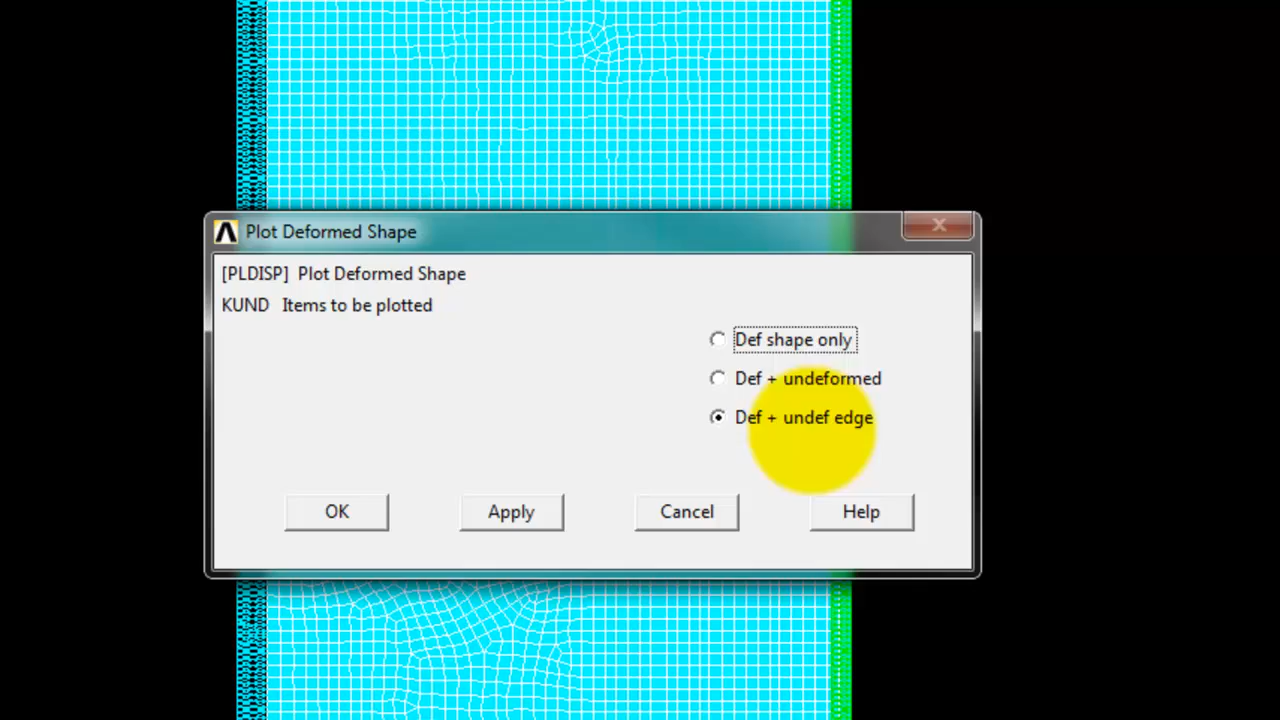 Plot Deformed Shape
[PLDISP] Plot Deformed Shape
KUND Items to be plotted
Def shape only
Def + undeformed
Def + undef edge
OK Apply Cancel Help